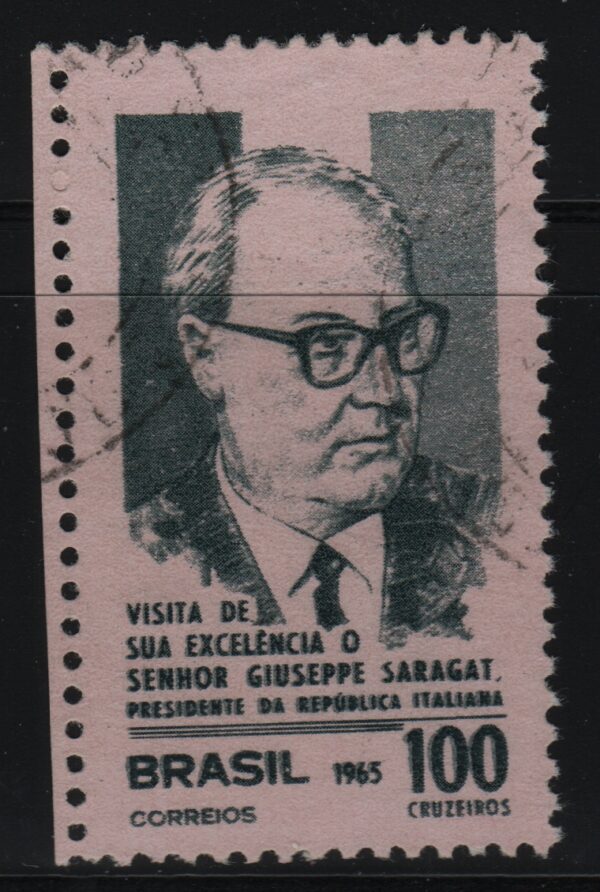 VISITA DE
SUA EXCELÊNCIA O
SENHOR GIUSEPPE SARAGAT,
PRESIDENTE DA REPÚBLICA ITALIANA
BRASIL 1965 100
CORREIOS CRUZEIROS